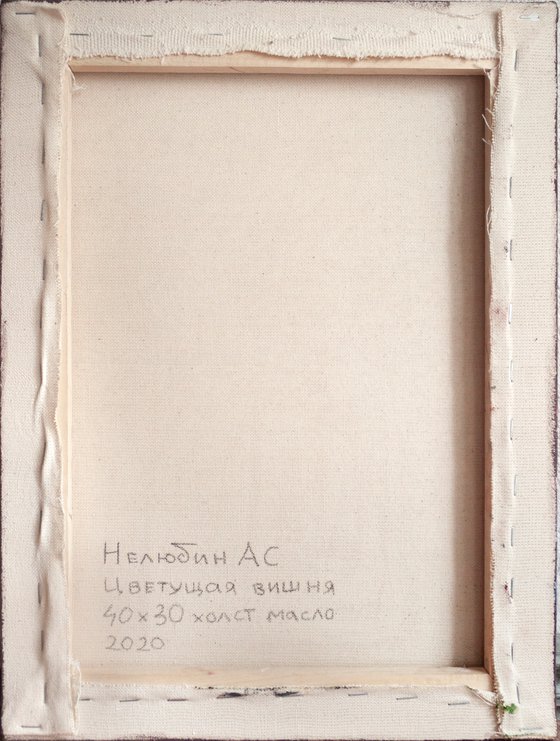 Нелюбин АС
Цветущая вишня
40x30 холст масло
2020